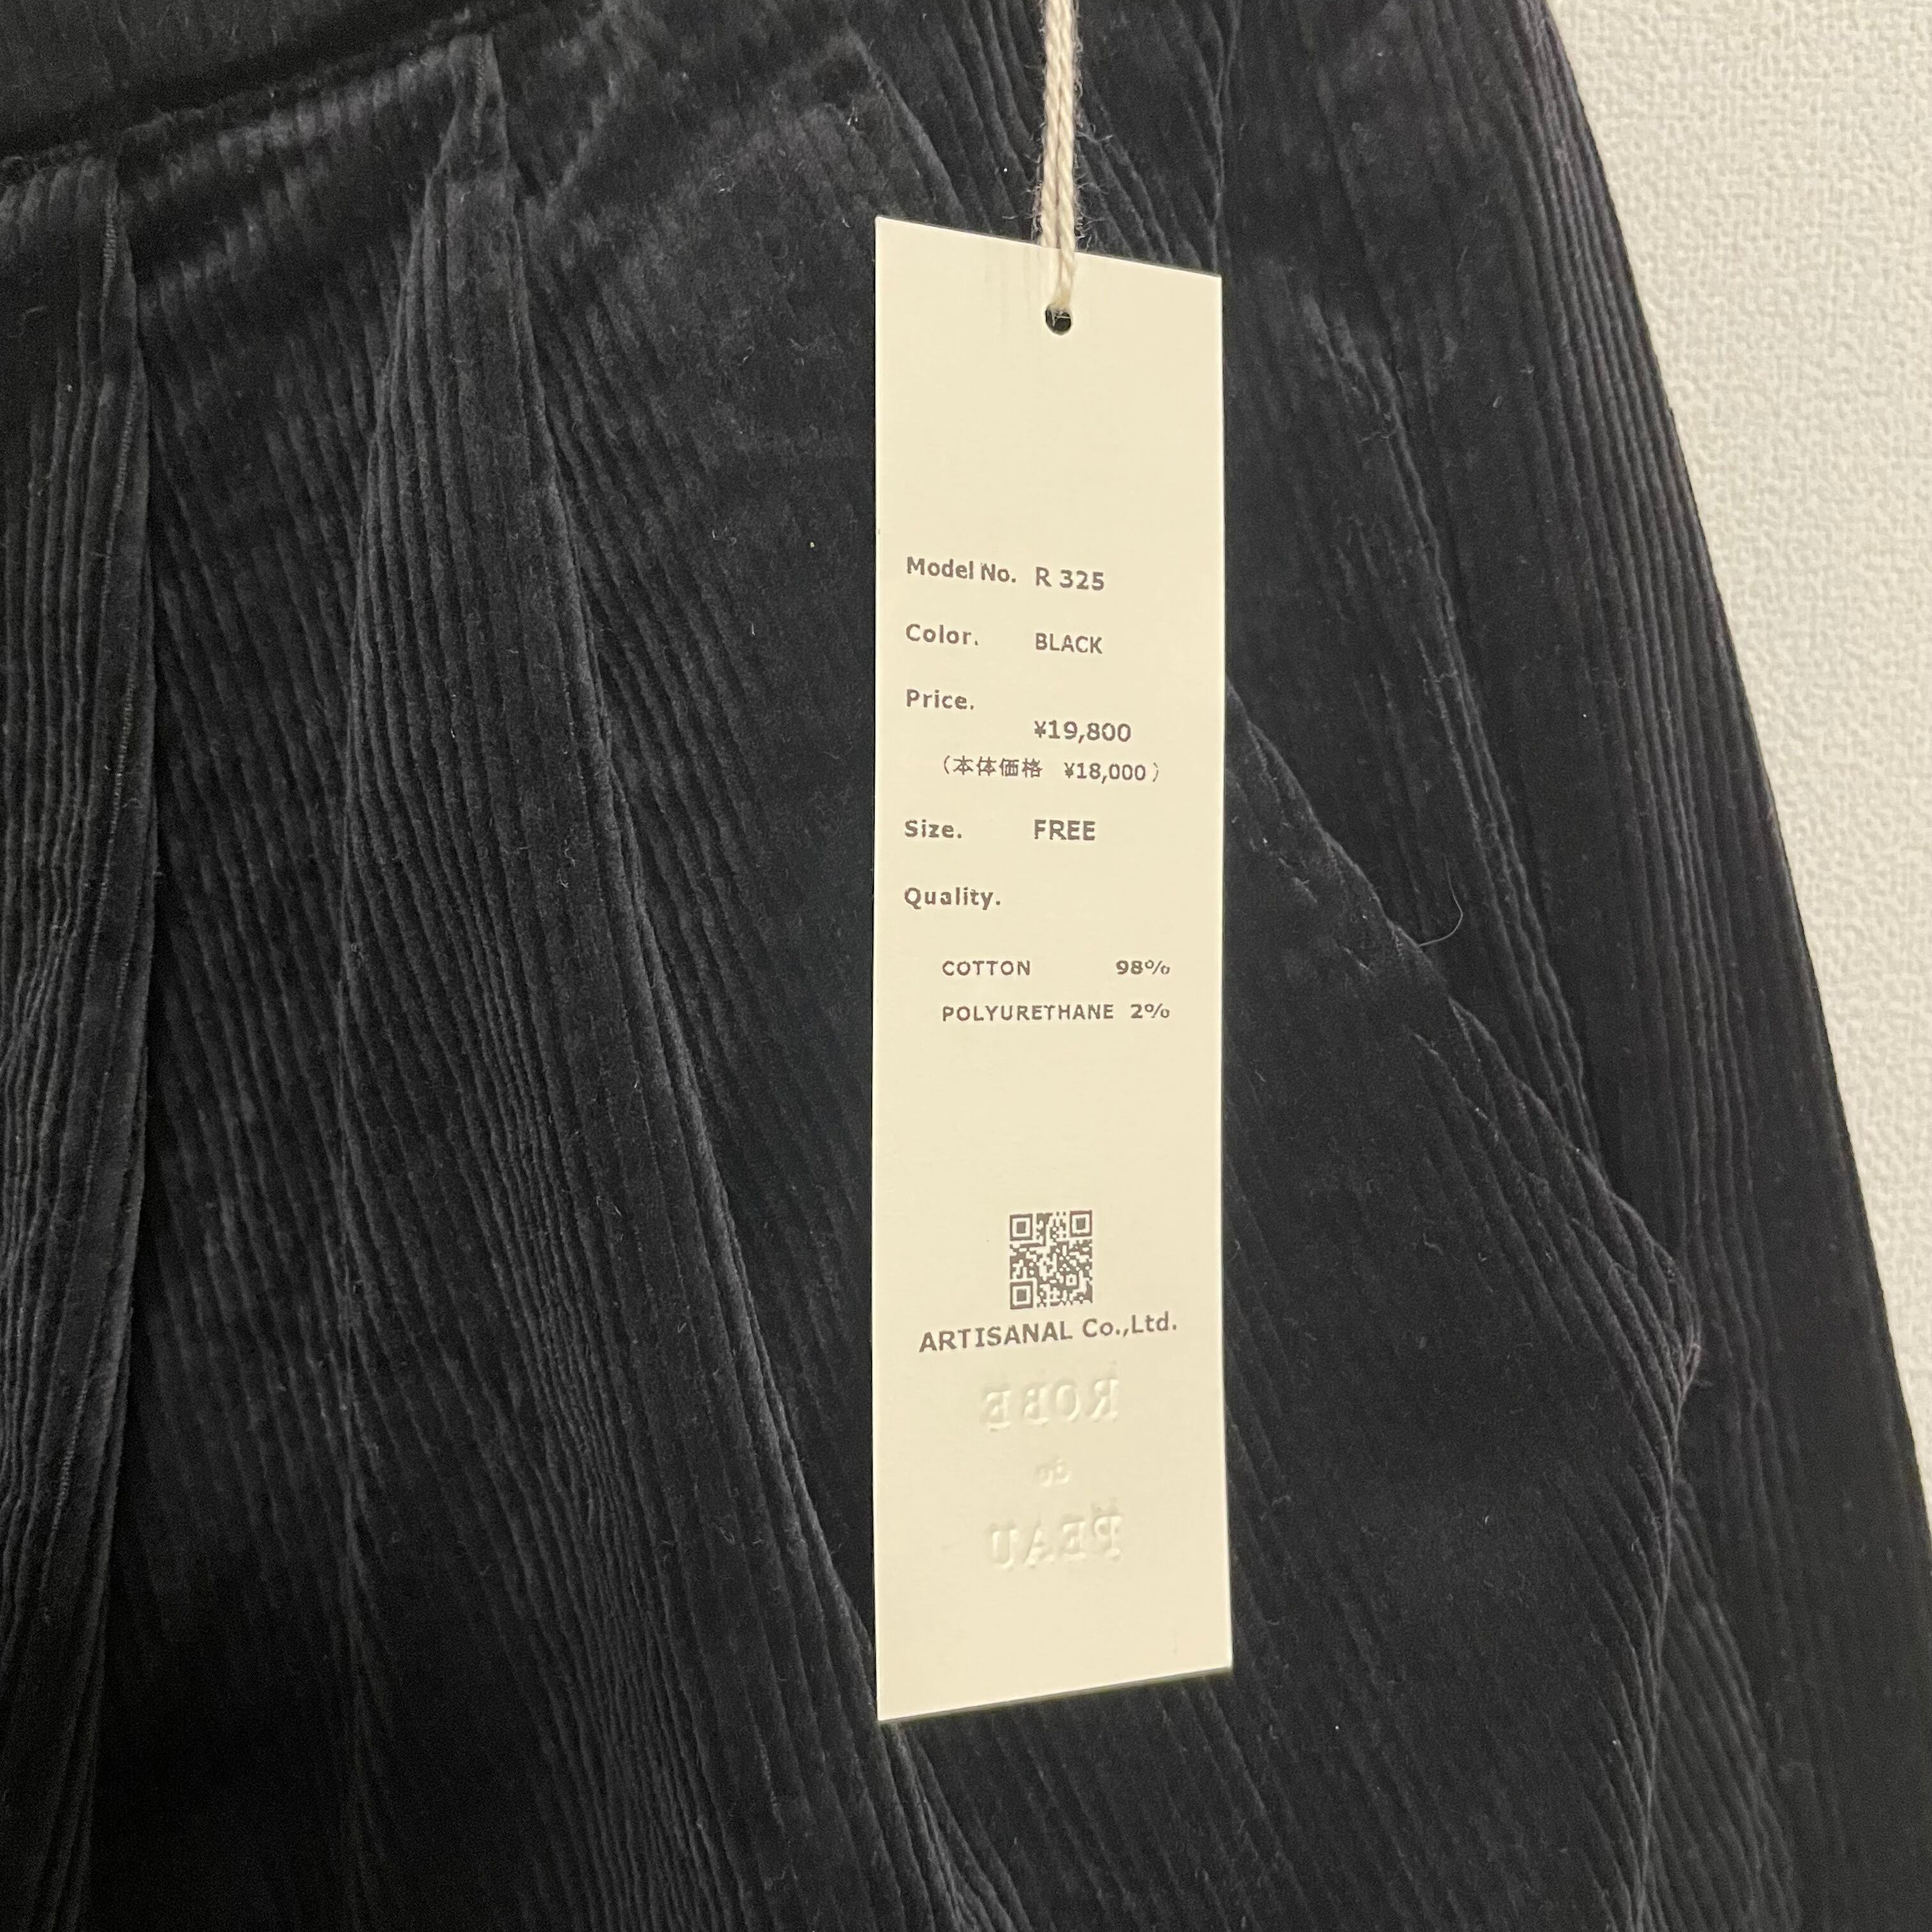 Model No. R 325
Color. BLACK
Price.
¥19,800
（本体価格 ¥18,000）
Size. FREE
Quality.
COTTON 98%
POLYURETHANE 2%
ARTISANAL Co.,Ltd.
ROBE
de
PEAU